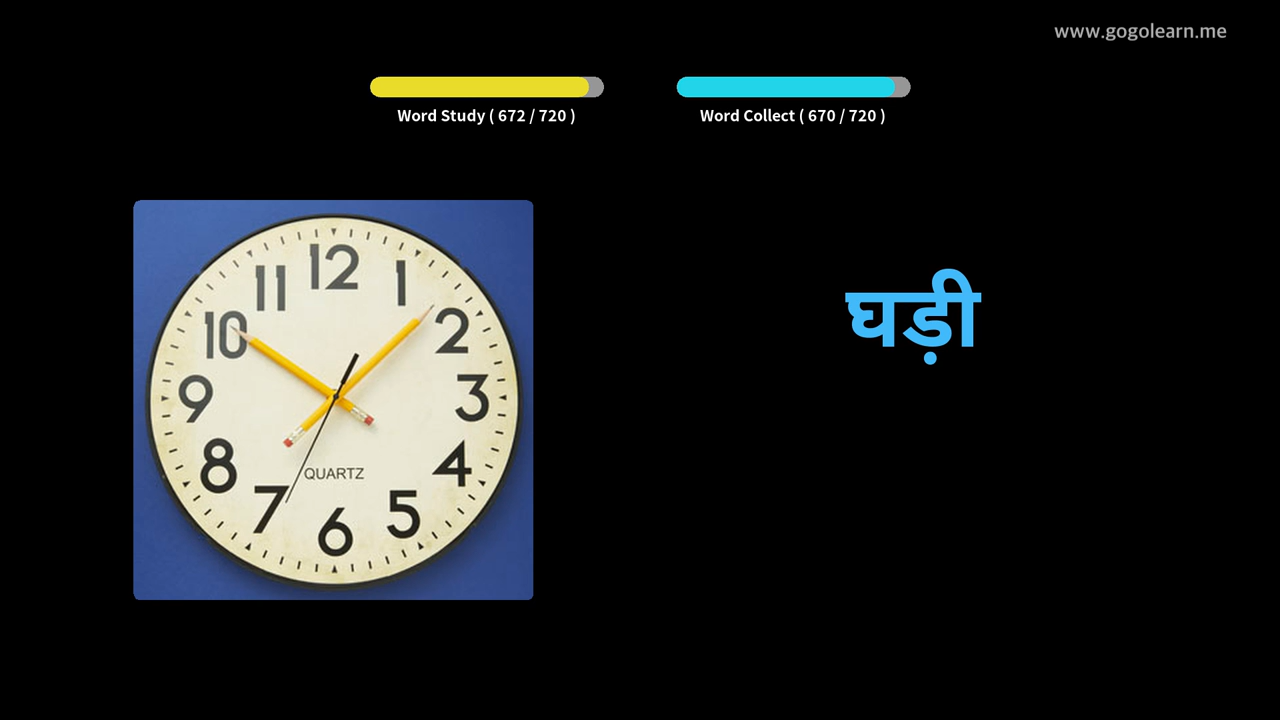 www.gogolearn.me
Word Study ( 672 / 720 )
Word Collect ( 670 / 720 )
12
11
1
10
2
9
3
8
4
QUARTZ
7
5
6
घड़ी